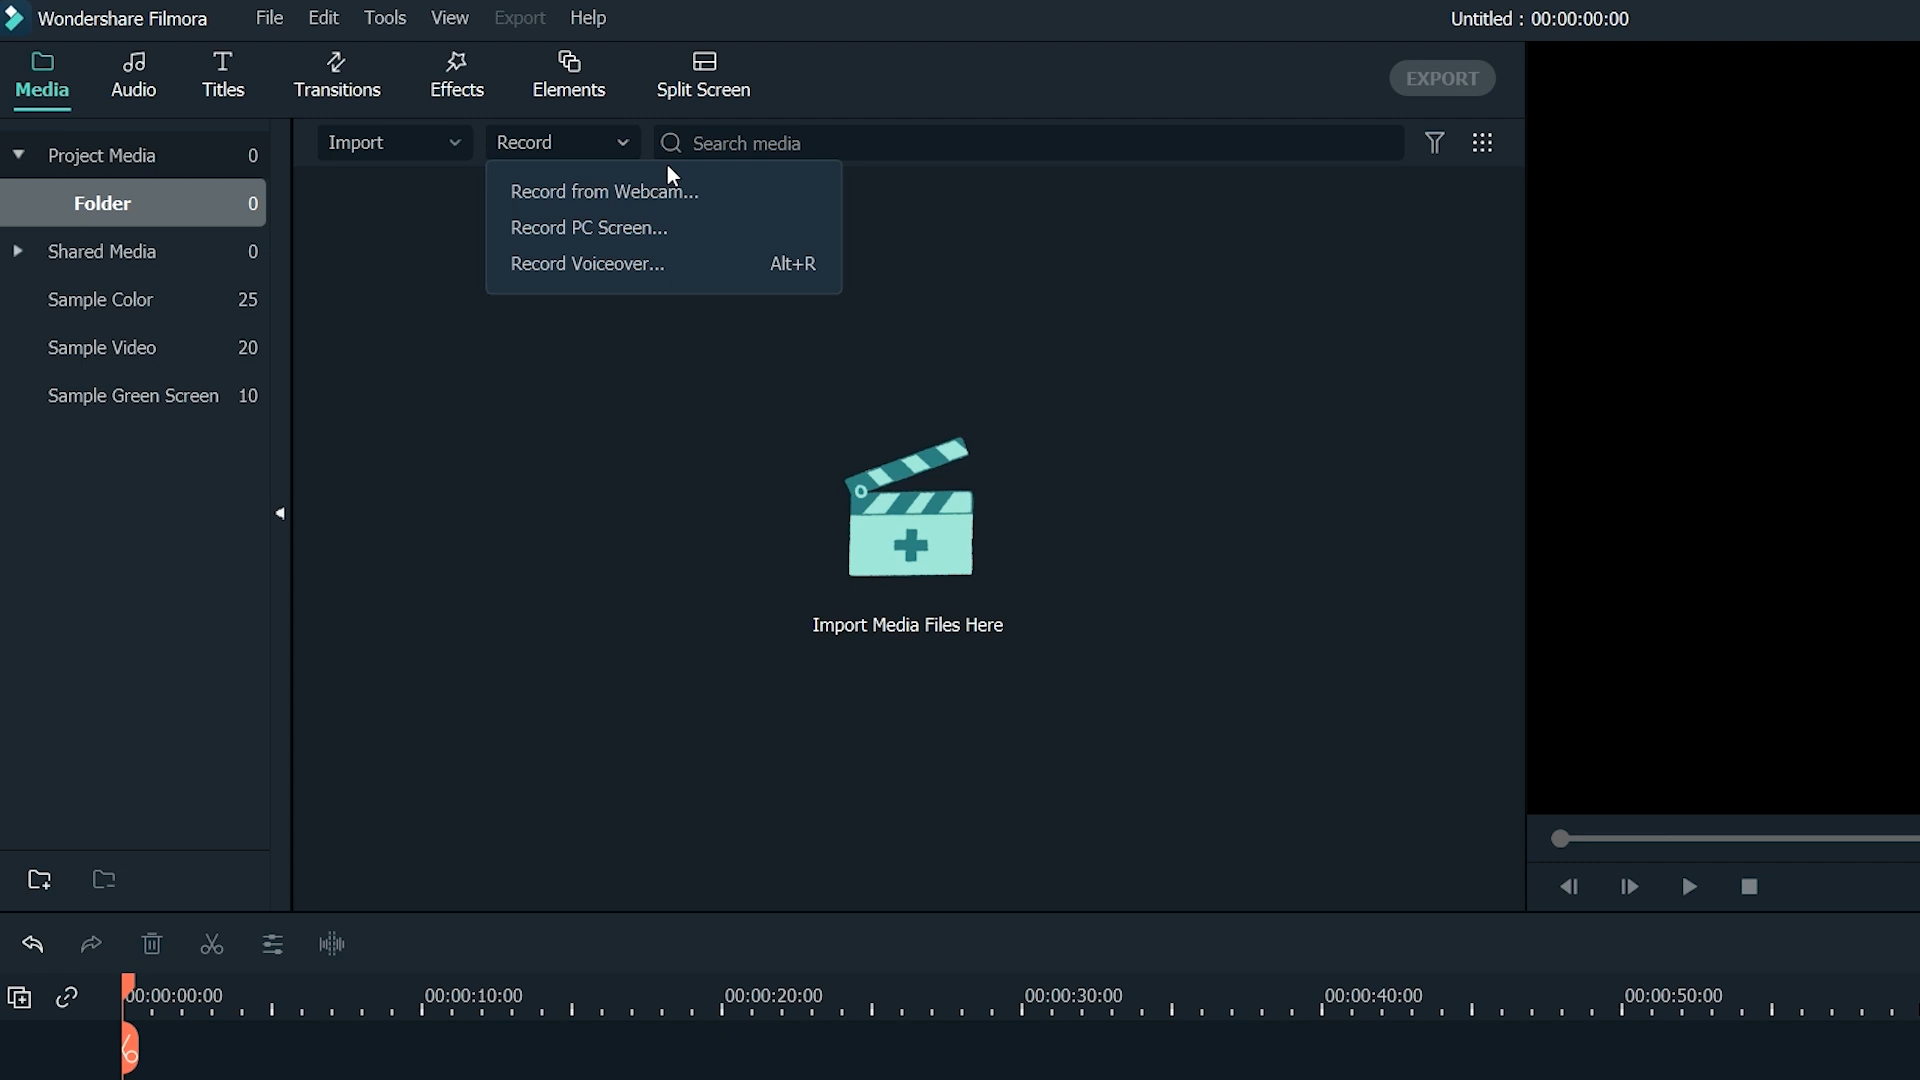 Wondershare Filmora File Edit Tools View Export Help Untitled : 00:00:00:00
Media Audio Titles Transitions Effects Elements Split Screen EXPORT
Import Record Search media
Project Media 0
Folder 0
Shared Media 0
Sample Color 25
Sample Video 20
Sample Green Screen 10
Record from Webcam...
Record PC Screen...
Record Voiceover... Alt+R
Import Media Files Here
00:00:00:00 00:00:10:00 00:00:20:00 00:00:30:00 00:00:40:00 00:00:50:00